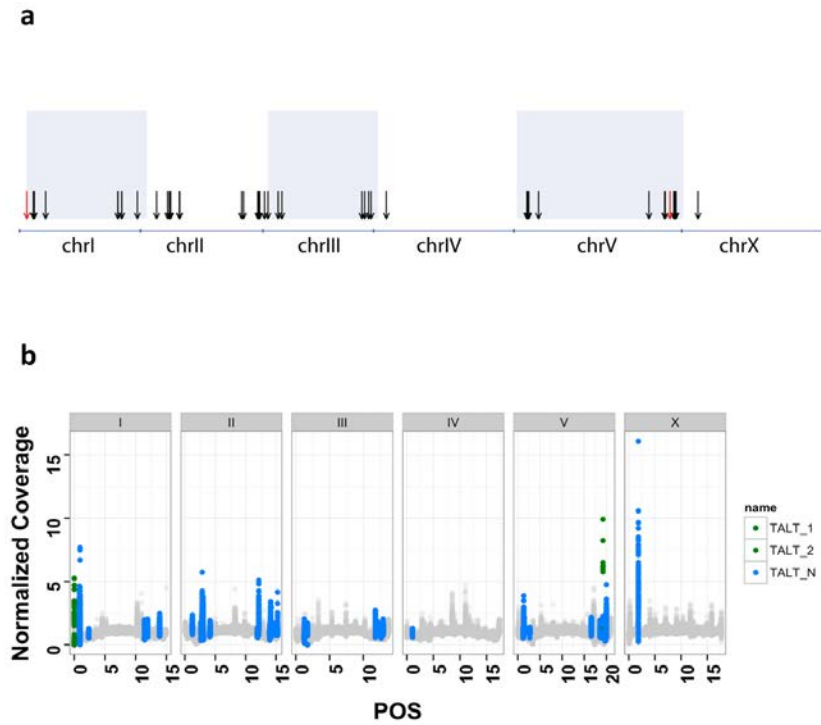 a
chrI chrII chrIII chrIV chrV chrX
b
I II III IV V X
Normalized Coverage
15
10
5
0
0 5 10 15 0 5 10 15 0 5 10 0 5 10 15 0 5 10 15 20 0 5 10 15
POS
name
TALT_1
TALT_2
TALT_N